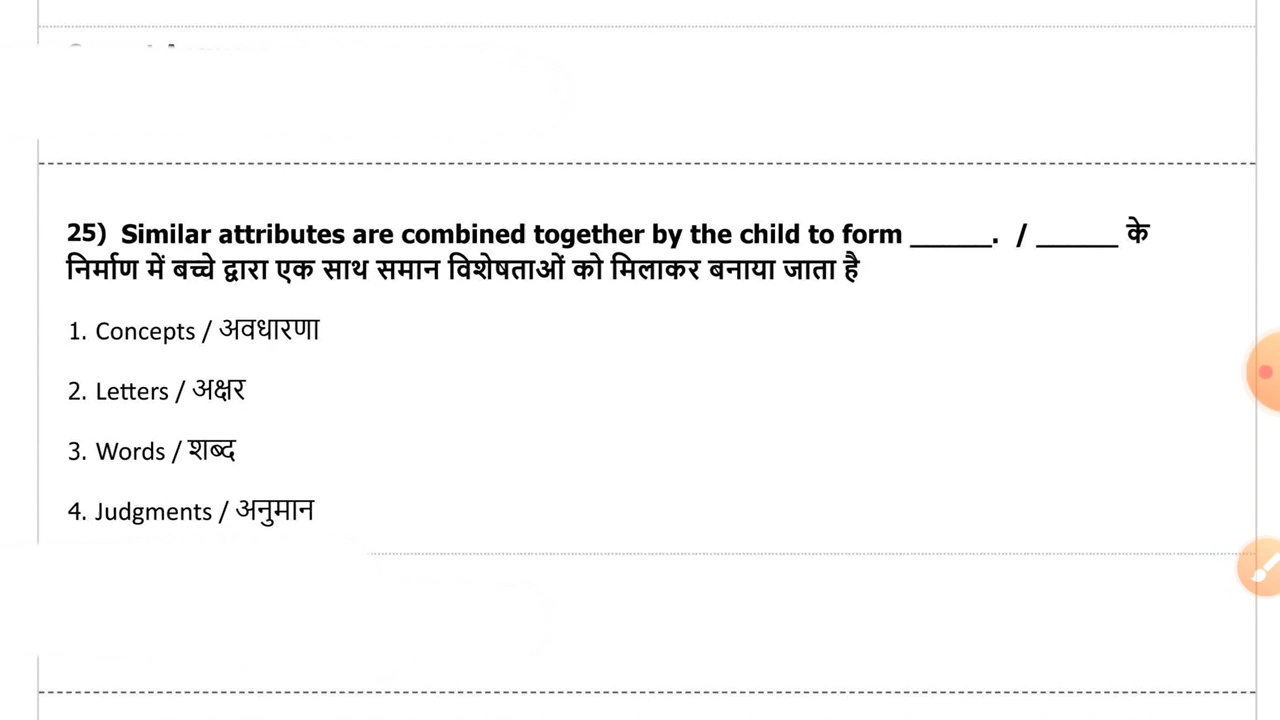 25) Similar attributes are combined together by the child to form ______. / ______ के
निर्माण में बच्चे द्वारा एक साथ समान विशेषताओं को मिलाकर बनाया जाता है
1. Concepts / अवधारणा
2. Letters / अक्षर
3. Words / शब्द
4. Judgments / अनुमान